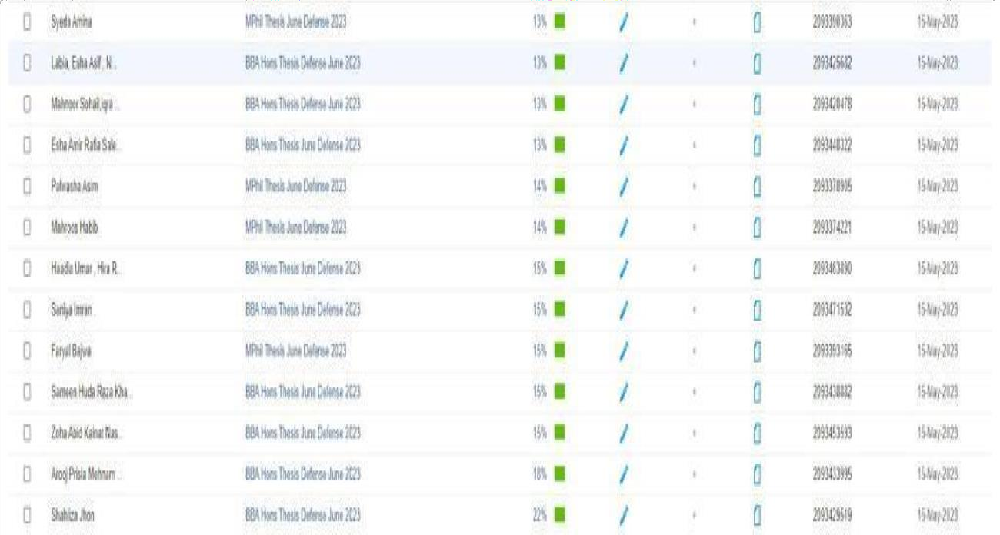 Syeda Amina MPhil Thesis June Defense 2023 13% 2093390363 15-May-2023
Labia, Esha Asif , N... BBA Hons Thesis Defense June 2023 13% 2093425682 15-May-2023
Mahnoor Sohail,iqra ... BBA Hons Thesis Defense June 2023 13% 2093420478 15-May-2023
Esha Amir Rafia Sale... BBA Hons Thesis June Defense 2023 13% 2093448322 15-May-2023
Palwasha Asim MPhil Thesis June Defense 2023 14% 2093378905 15-May-2023
Mahroos Habib MPhil Thesis June Defense 2023 14% 2093374221 15-May-2023
Haadia Umar , Hira R... BBA Hons Thesis June Defense 2023 15% 2093463890 15-May-2023
Saniya Imran BBA Hons Thesis June Defense 2023 15% 2093471532 15-May-2023
Faryal Bajwa MPhil Thesis June Defense 2023 15% 2093393165 15-May-2023
Sameen Huda Raza Kha... BBA Hons Thesis June Defense 2023 15% 2093438882 15-May-2023
Zoha Abid Kainat Nas... BBA Hons Thesis June Defense 2023 15% 2093453593 15-May-2023
Arooj Prisla Mehnam ... BBA Hons Thesis June Defense 2023 18% 2093433995 15-May-2023
Shahliza Jhon BBA Hons Thesis Defense June 2023 22% 2093429519 15-May-2023